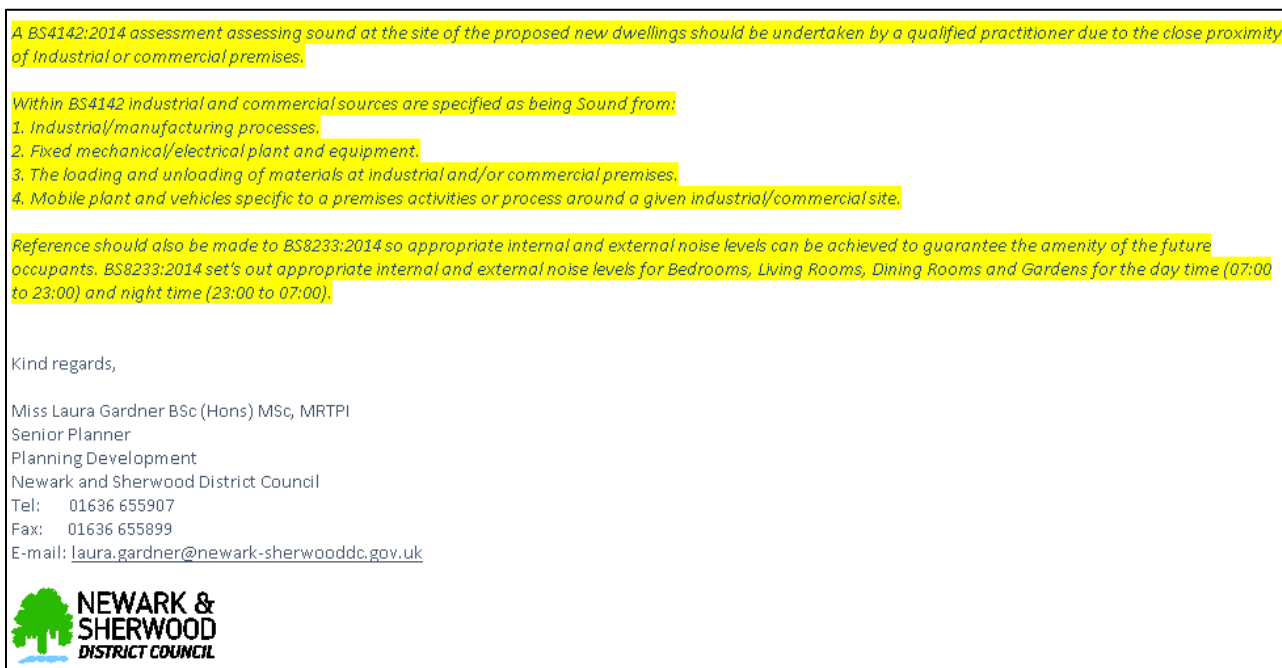 A BS4142:2014 assessment assessing sound at the site of the proposed new dwellings should be undertaken by a qualified practitioner due to the close proximity
of Industrial or commercial premises.
Within BS4142 industrial and commercial sources are specified as being Sound from:
1. Industrial/manufacturing processes.
2. Fixed mechanical/electrical plant and equipment.
3. The loading and unloading of materials at industrial and/or commercial premises.
4. Mobile plant and vehicles specific to a premises activities or process around a given industrial/commercial site.
Reference should also be made to BS8233:2014 so appropriate internal and external noise levels can be achieved to guarantee the amenity of the future
occupants. BS8233:2014 set's out appropriate internal and external noise levels for Bedrooms, Living Rooms, Dining Rooms and Gardens for the day time (07:00
to 23:00) and night time (23:00 to 07:00).
Kind regards,
Miss Laura Gardner BSc (Hons) MSc, MRTPI
Senior Planner
Planning Development
Newark and Sherwood District Council
Tel: 01636 655907
Fax: 01636 655899
E-mail: laura.gardner@newark-sherwooddc.gov.uk
NEWARK &
SHERWOOD
DISTRICT COUNCIL